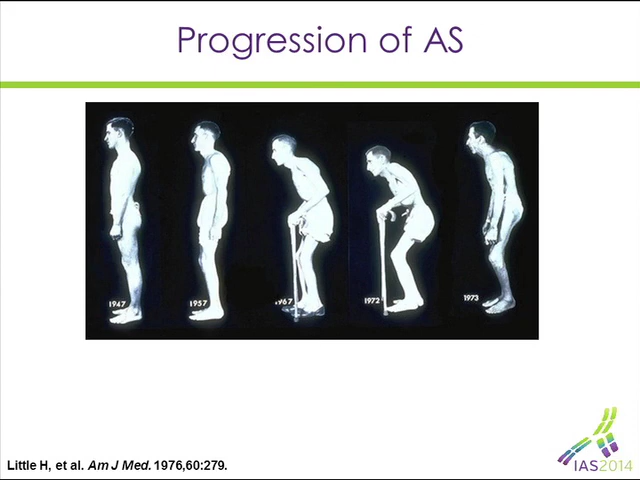 Progression of AS
1947
1957
1967
1972
1973
Little H, et al. Am J Med. 1976,60:279.
IAS2014